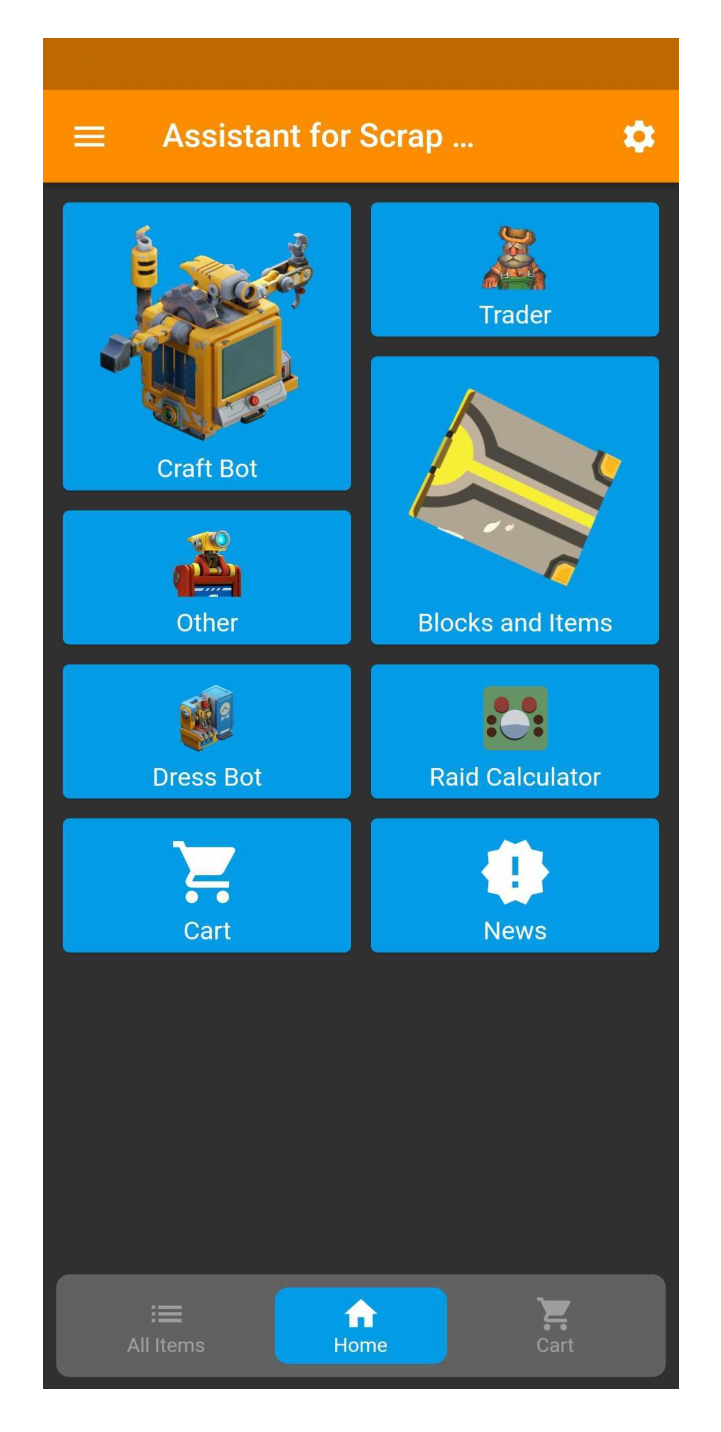 Assistant for Scrap ...
Craft Bot
Trader
Other
Blocks and Items
Dress Bot
Raid Calculator
Cart
News
All Items
Home
Cart